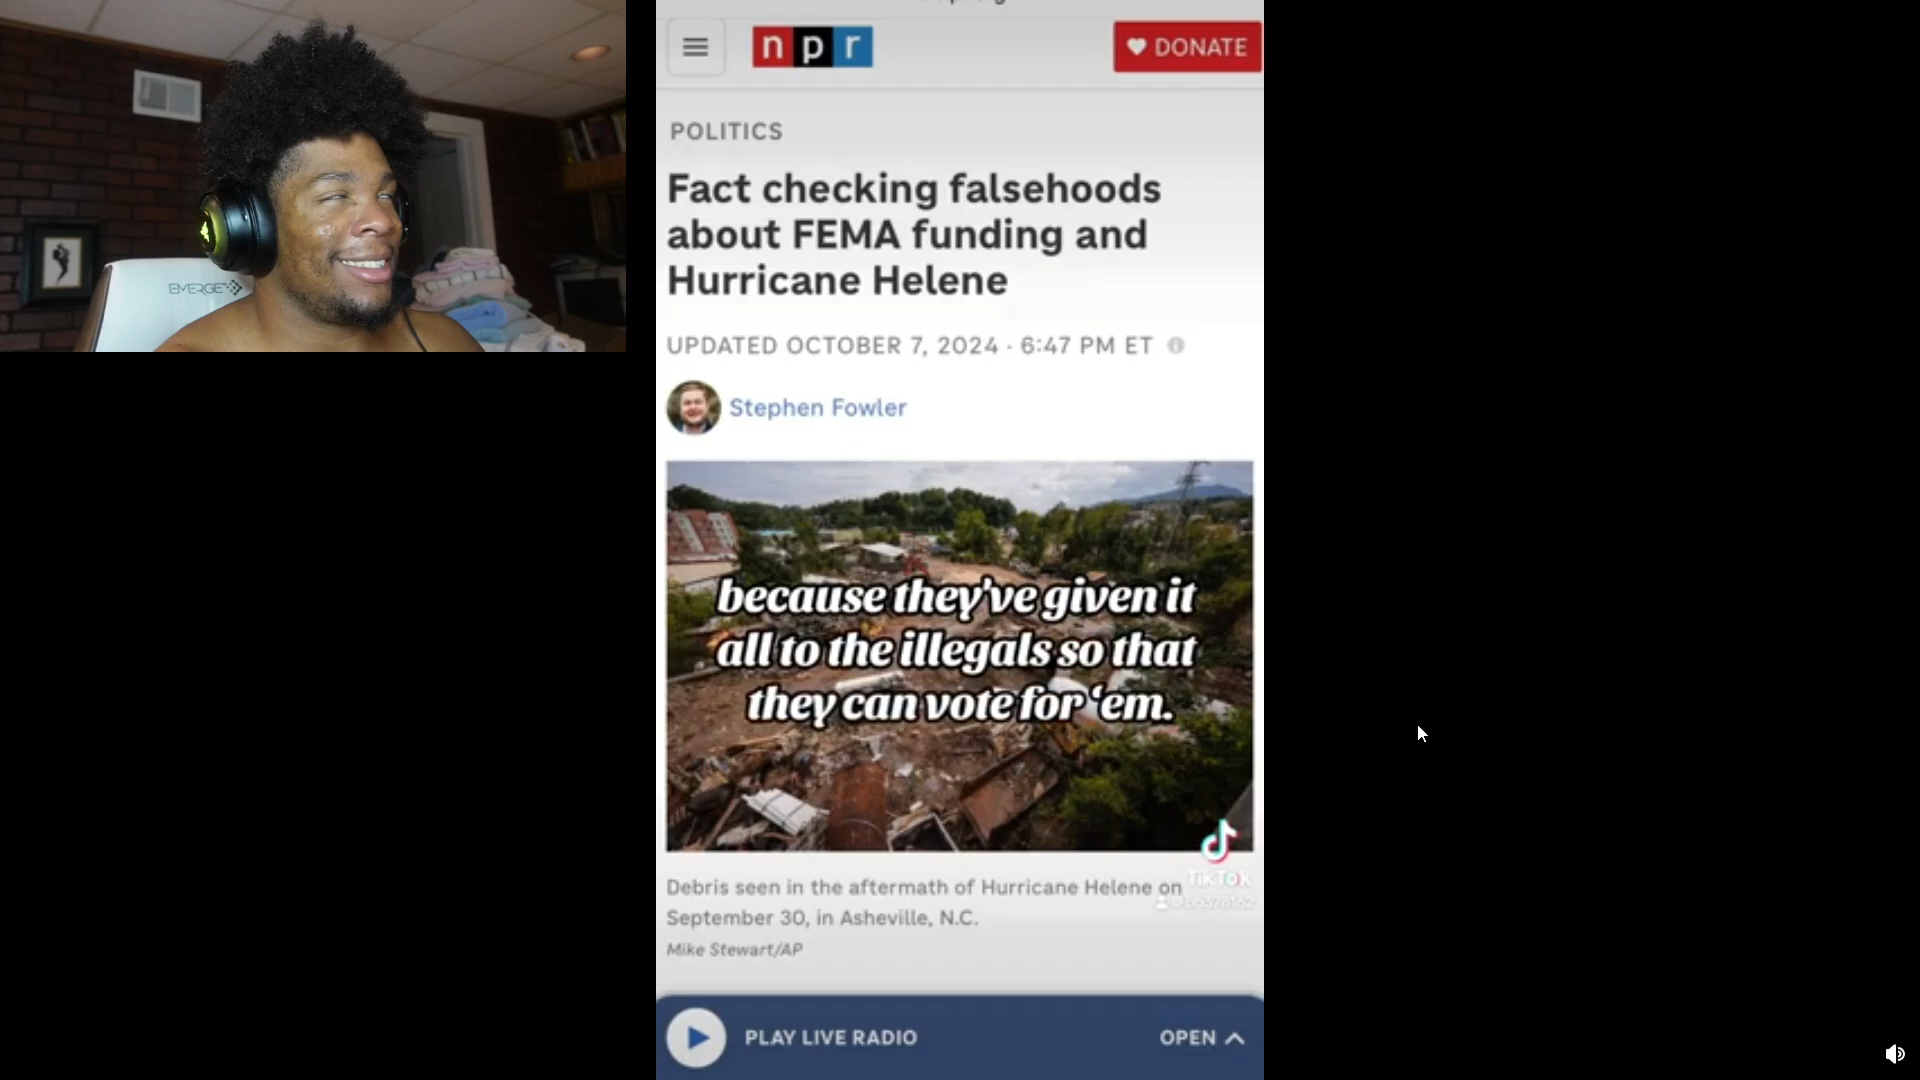 EMERGE
npr
DONATE
POLITICS
Fact checking falsehoods
about FEMA funding and
Hurricane Helene
UPDATED OCTOBER 7, 2024 · 6:47 PM ET
Stephen Fowler
because they've given it
all to the illegals so that
they can vote for ‘em.
TikTok
Debris seen in the aftermath of Hurricane Helene on
September 30, in Asheville, N.C.
Mike Stewart/AP
PLAY LIVE RADIO
OPEN